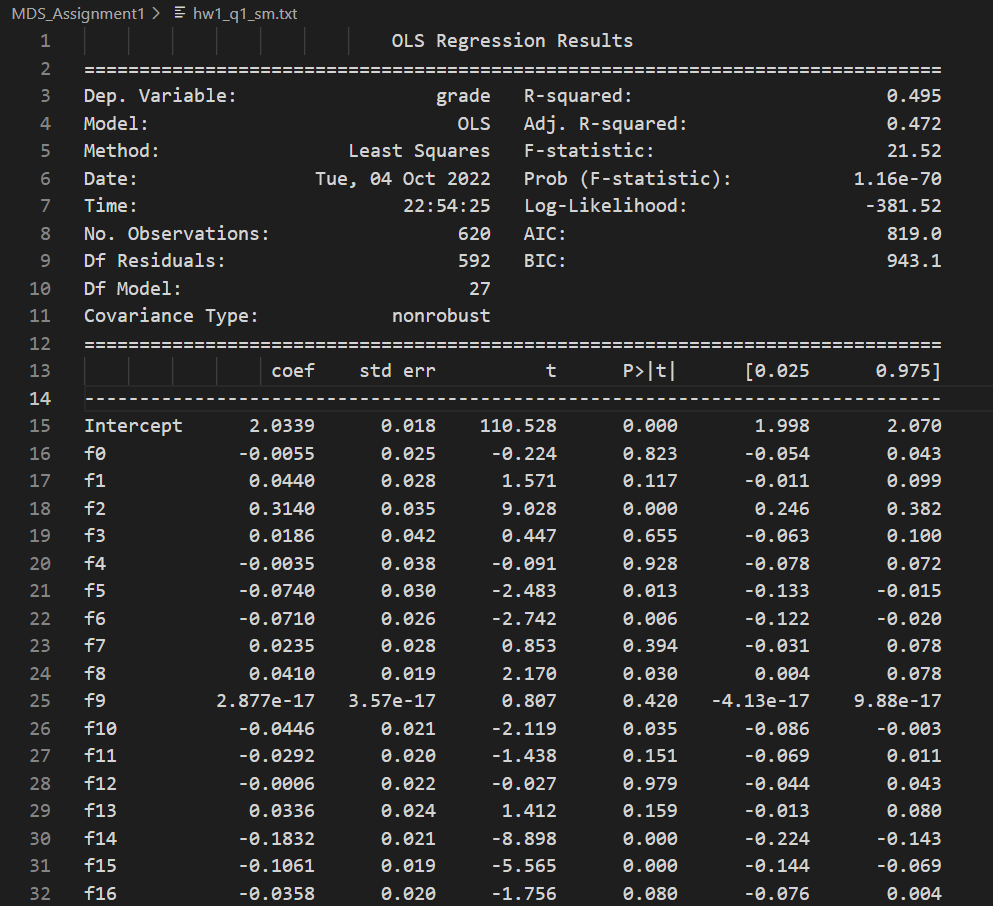 MDS_Assignment1 > hw1_q1_sm.txt
1 OLS Regression Results
2 ==============================================================================
3 Dep. Variable: grade R-squared: 0.495
4 Model: OLS Adj. R-squared: 0.472
5 Method: Least Squares F-statistic: 21.52
6 Date: Tue, 04 Oct 2022 Prob (F-statistic): 1.16e-70
7 Time: 22:54:25 Log-Likelihood: -381.52
8 No. Observations: 620 AIC: 819.0
9 Df Residuals: 592 BIC: 943.1
10 Df Model: 27
11 Covariance Type: nonrobust
12 ==============================================================================
13 coef std err t P>|t| [0.025 0.975]
14 ------------------------------------------------------------------------------
15 Intercept 2.0339 0.018 110.528 0.000 1.998 2.070
16 f0 -0.0055 0.025 -0.224 0.823 -0.054 0.043
17 f1 0.0440 0.028 1.571 0.117 -0.011 0.099
18 f2 0.3140 0.035 9.028 0.000 0.246 0.382
19 f3 0.0186 0.042 0.447 0.655 -0.063 0.100
20 f4 -0.0035 0.038 -0.091 0.928 -0.078 0.072
21 f5 -0.0740 0.030 -2.483 0.013 -0.133 -0.015
22 f6 -0.0710 0.026 -2.742 0.006 -0.122 -0.020
23 f7 0.0235 0.028 0.853 0.394 -0.031 0.078
24 f8 0.0410 0.019 2.170 0.030 0.004 0.078
25 f9 2.877e-17 3.57e-17 0.807 0.420 -4.13e-17 9.88e-17
26 f10 -0.0446 0.021 -2.119 0.035 -0.086 -0.003
27 f11 -0.0292 0.020 -1.438 0.151 -0.069 0.011
28 f12 -0.0006 0.022 -0.027 0.979 -0.044 0.043
29 f13 0.0336 0.024 1.412 0.159 -0.013 0.080
30 f14 -0.1832 0.021 -8.898 0.000 -0.224 -0.143
31 f15 -0.1061 0.019 -5.565 0.000 -0.144 -0.069
32 f16 -0.0358 0.020 -1.756 0.080 -0.076 0.004